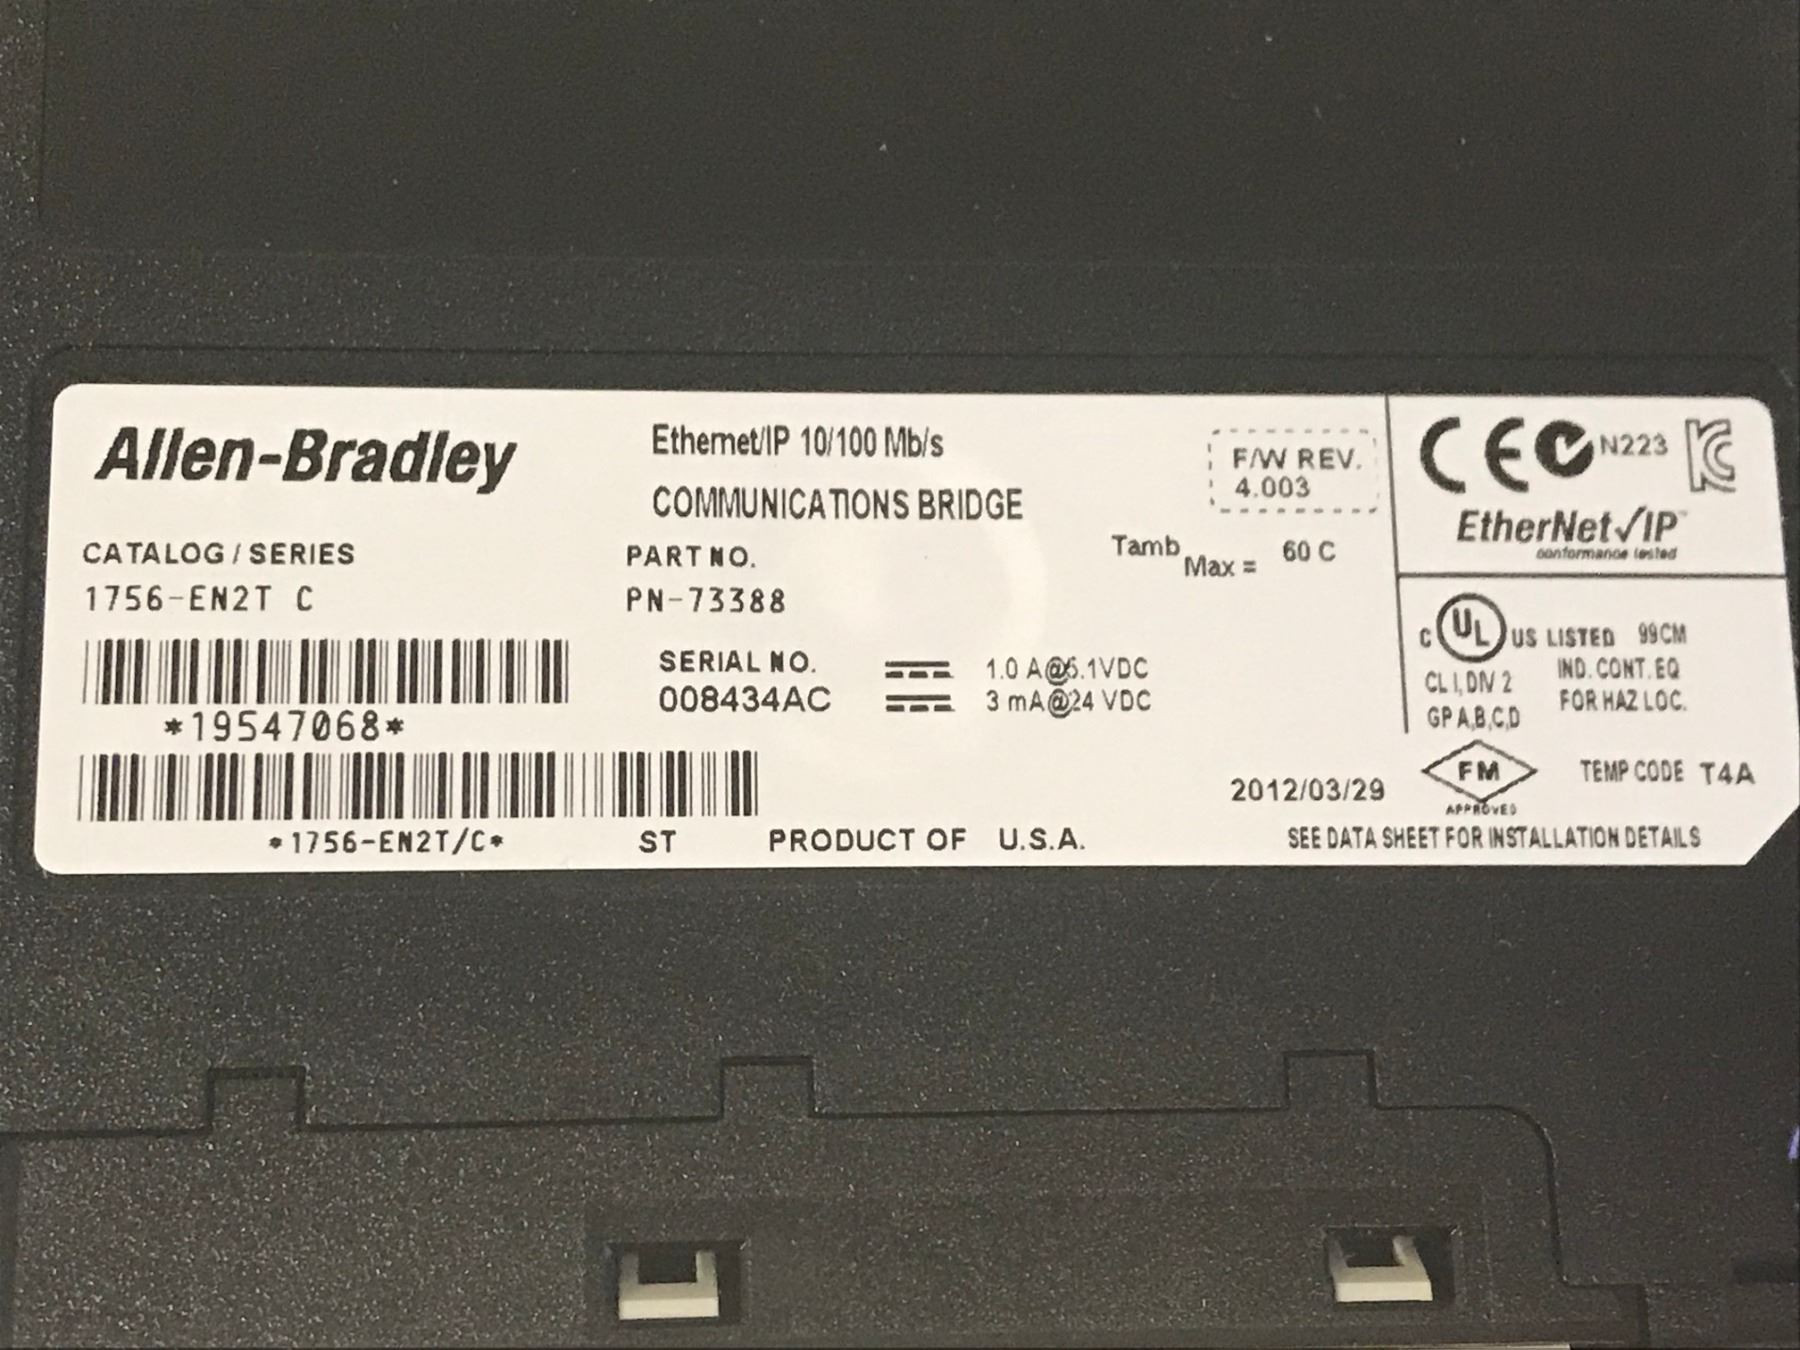 Allen-Bradley
Ethernet/IP 10/100 Mb/s
COMMUNICATIONS BRIDGE
F/W REV.
4.003
CATALOG / SERIES
1756-EN2T C
PART NO.
PN-73388
Tamb Max = 60 C
SERIAL NO.
008434AC
1.0 A@5.1VDC
3 mA@24 VDC
*19547068*
*1756-EN2T/C*
ST
PRODUCT OF U.S.A.
2012/03/29
CE N223
EtherNet/IP™
conformance tested
C UL US LISTED 99CM
CL I, DIV 2
GP A,B,C,D
IND. CONT. EQ
FOR HAZ LOC.
FM
APPROVED
TEMP CODE T4A
SEE DATA SHEET FOR INSTALLATION DETAILS